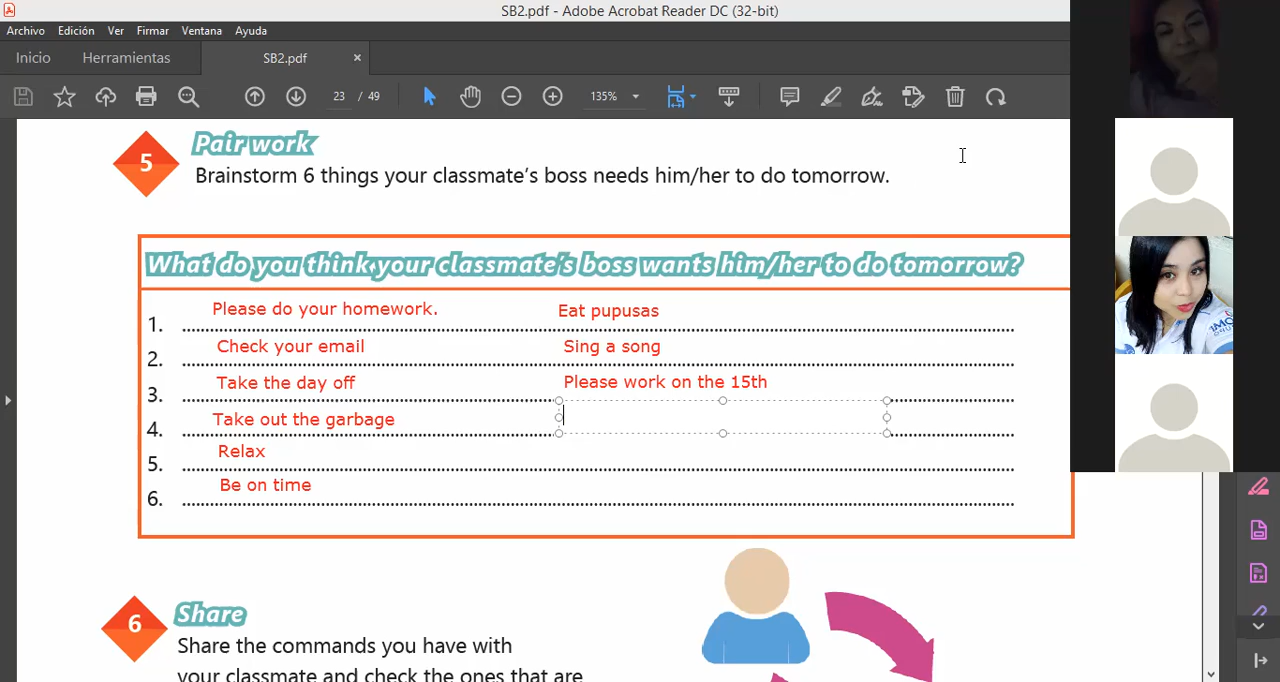 SB2.pdf - Adobe Acrobat Reader DC (32-bit)
Archivo Edición Ver Firmar Ventana Ayuda
Inicio Herramientas SB2.pdf ×
23 / 49 135%
5 Pair work
Brainstorm 6 things your classmate's boss needs him/her to do tomorrow.
What do you think your classmate's boss wants him/her to do tomorrow?
1. Please do your homework. Eat pupusas
2. Check your email Sing a song
3. Take the day off Please work on the 15th
4. Take out the garbage
5. Relax
6. Be on time
6 Share
Share the commands you have with
your classmate and check the ones that are